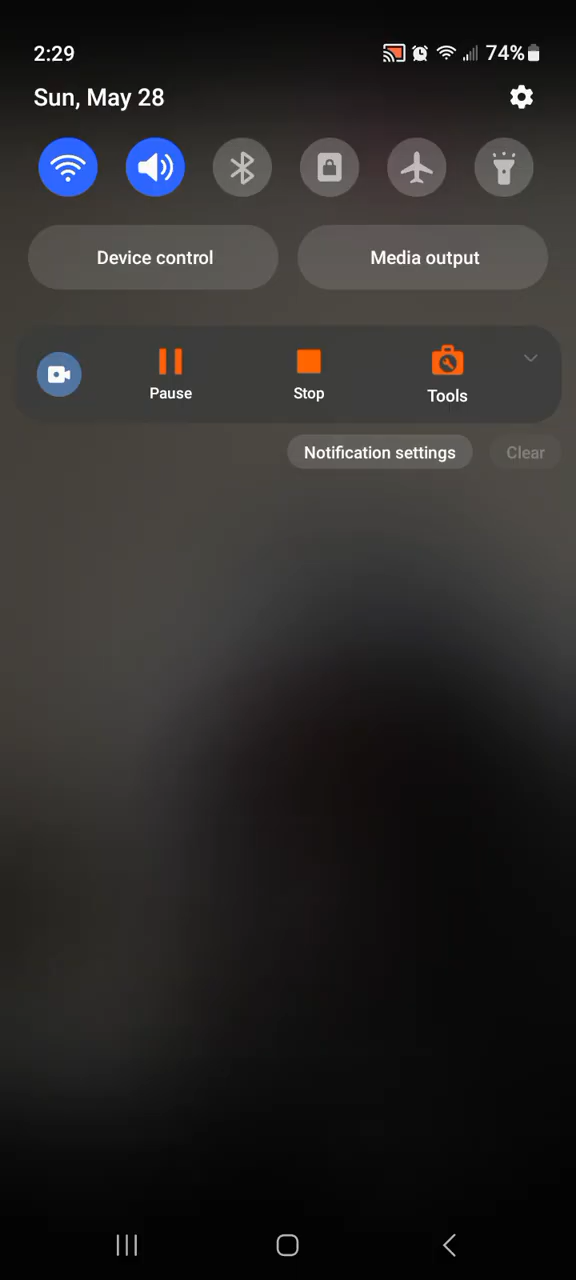 2:29 74%
Sun, May 28
Device control Media output
Pause Stop Tools
Notification settings Clear